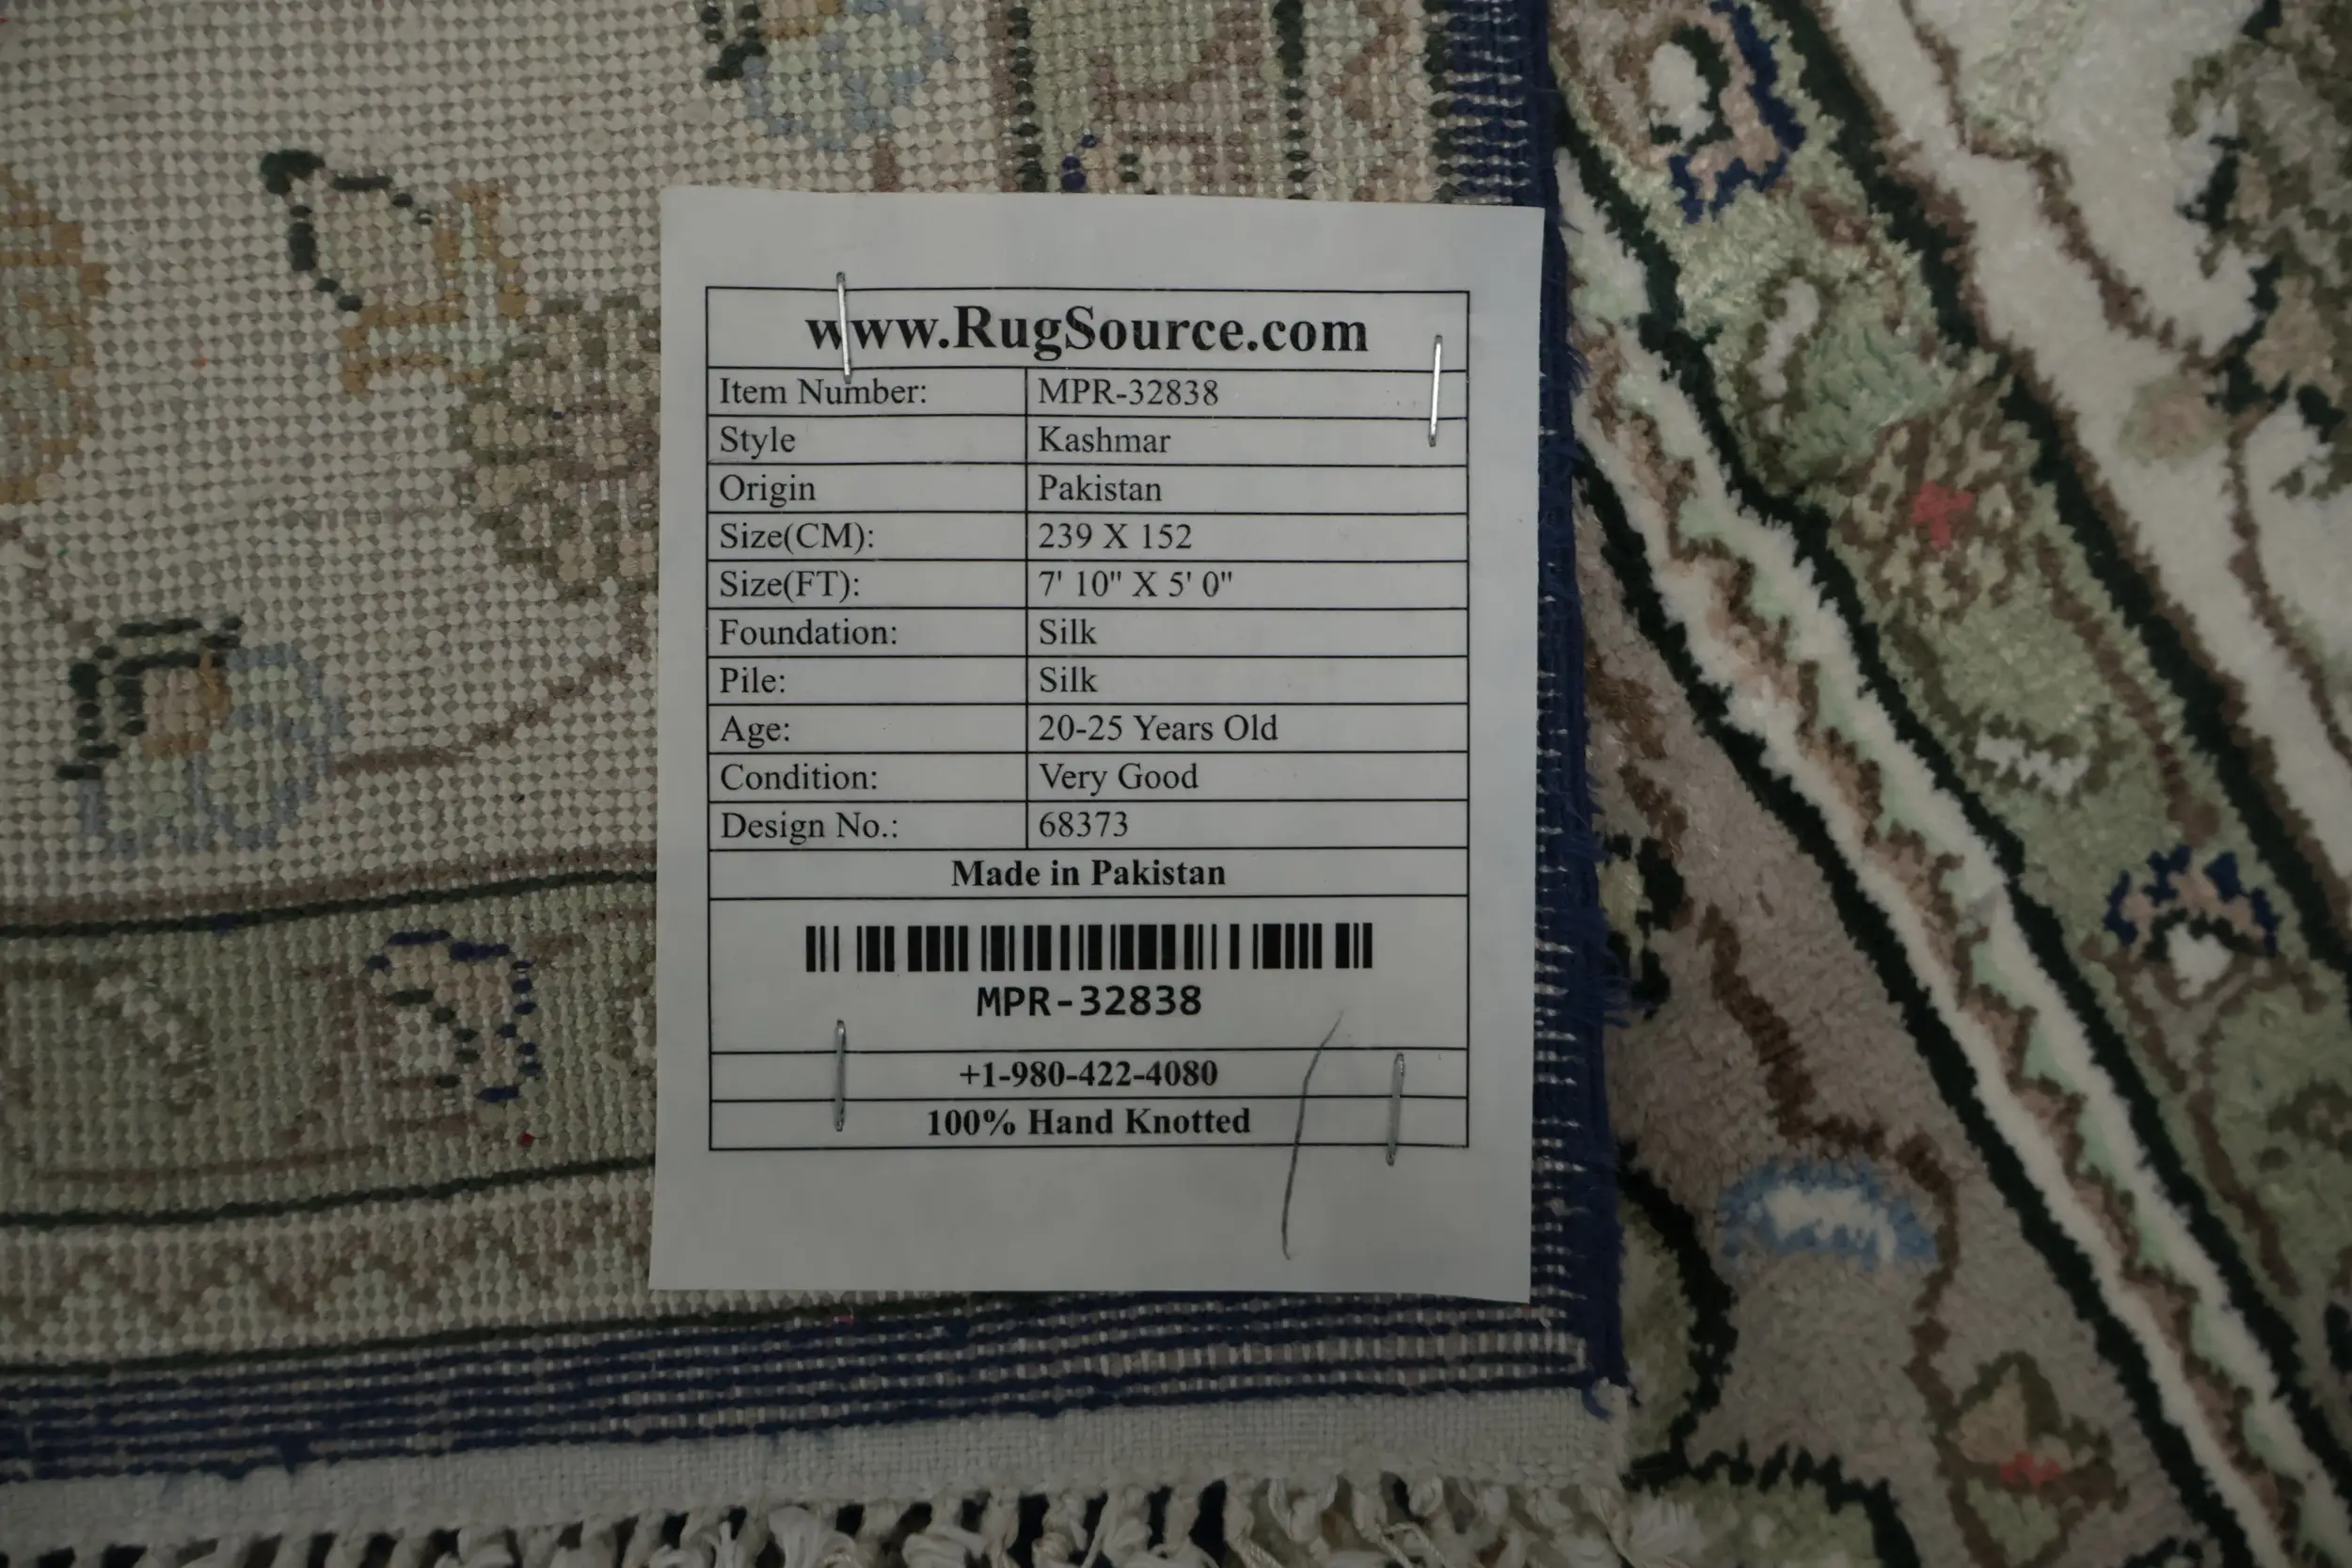 www.RugSource.com
Item Number: MPR-32838
Style Kashmar
Origin Pakistan
Size(CM): 239 X 152
Size(FT): 7' 10" X 5' 0"
Foundation: Silk
Pile: Silk
Age: 20-25 Years Old
Condition: Very Good
Design No.: 68373
Made in Pakistan
MPR-32838
+1-980-422-4080
100% Hand Knotted